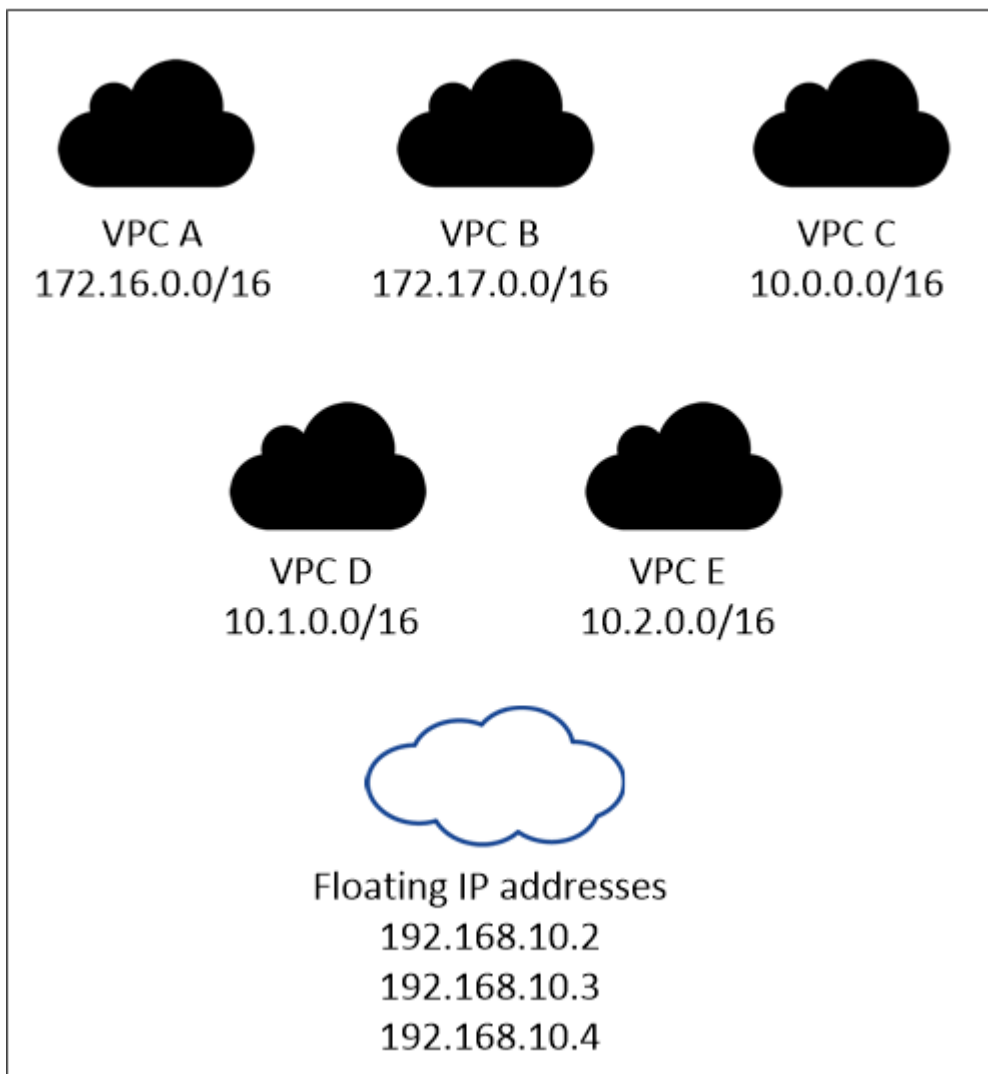 VPC A
172.16.0.0/16
VPC B
172.17.0.0/16
VPC C
10.0.0.0/16
VPC D
10.1.0.0/16
VPC E
10.2.0.0/16
Floating IP addresses
192.168.10.2
192.168.10.3
192.168.10.4